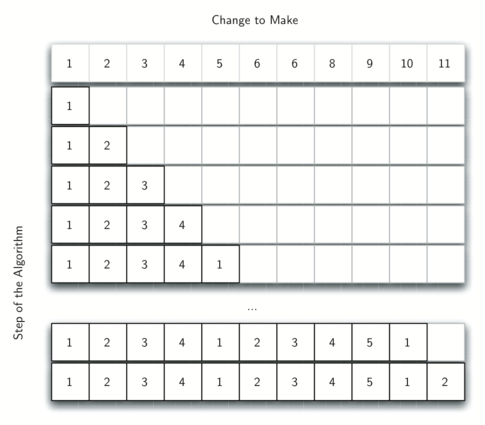 Change to Make
1 2 3 4 5 6 6 8 9 10 11
1
1 2
1 2 3
1 2 3 4
1 2 3 4 1
...
1 2 3 4 1 2 3 4 5 1
1 2 3 4 1 2 3 4 5 1 2
Step of the Algorithm